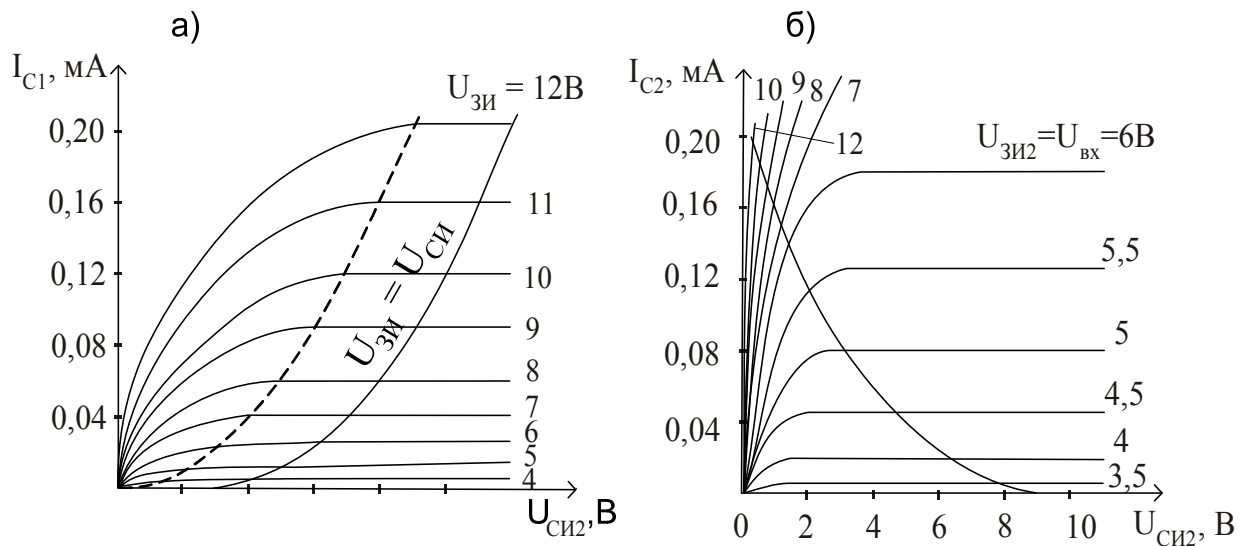 а)
I_C1, мА
U_ЗИ = 12В
0,20
0,16
0,12
0,08
0,04
11
10
9
8
7
6
5
4
U_ЗИ = U_СИ
U_СИ2, В
б)
I_C2, мА
10
9
8
7
12
U_ЗИ2=U_вх=6В
0,20
0,16
0,12
0,08
0,04
5,5
5
4,5
4
3,5
0 2 4 6 8 10
U_СИ2, В